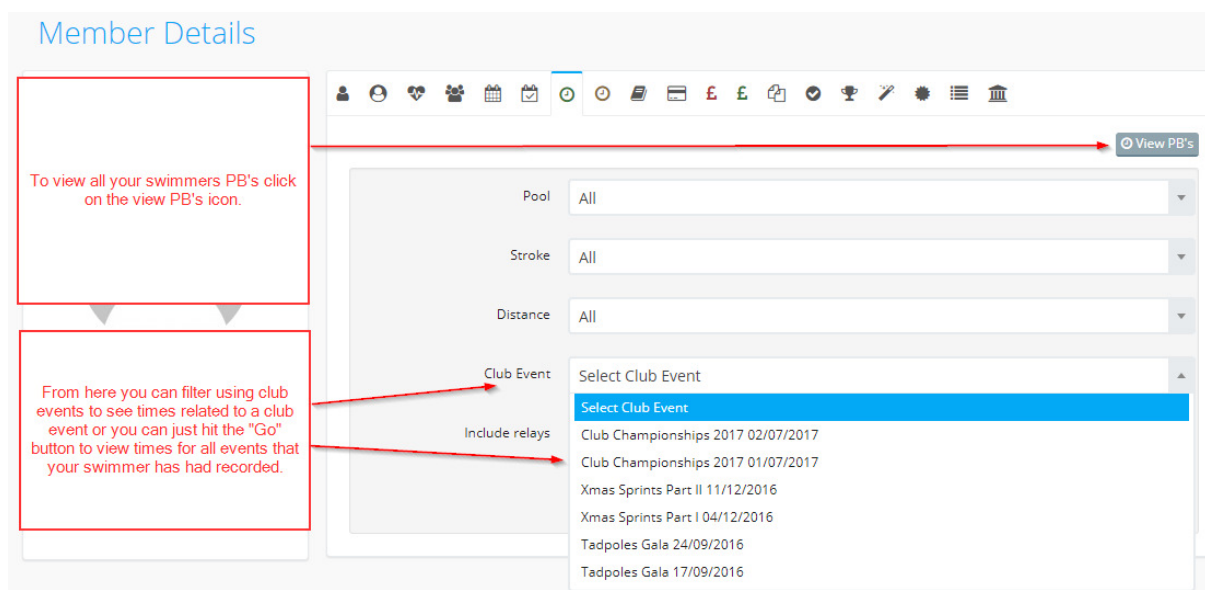 Member Details
£ £
View PB's
To view all your swimmers PB's click
on the view PB's icon.
Pool
All
Stroke
All
Distance
All
Club Event
Select Club Event
From here you can filter using club
events to see times related to a club
event or you can just hit the "Go"
button to view times for all events that
your swimmer has had recorded.
Select Club Event
Include relays
Club Championships 2017 02/07/2017
Club Championships 2017 01/07/2017
Xmas Sprints Part II 11/12/2016
Xmas Sprints Part I 04/12/2016
Tadpoles Gala 24/09/2016
Tadpoles Gala 17/09/2016